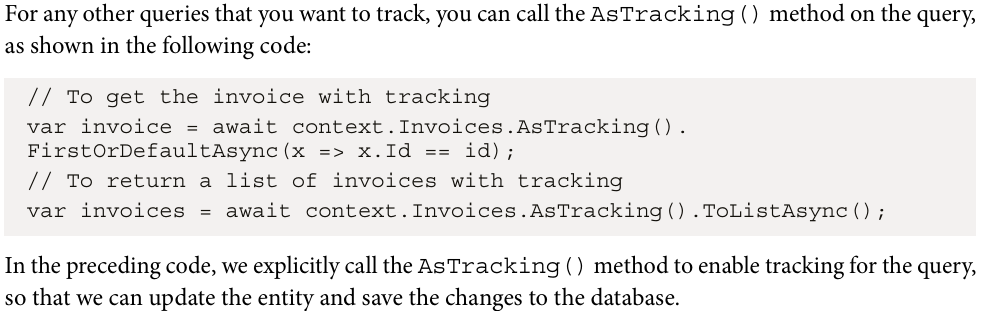 For any other queries that you want to track, you can call the AsTracking() method on the query,
as shown in the following code:
// To get the invoice with tracking
var invoice = await context.Invoices.AsTracking().
FirstOrDefaultAsync(x => x.Id == id);
// To return a list of invoices with tracking
var invoices = await context.Invoices.AsTracking().ToListAsync();
In the preceding code, we explicitly call the AsTracking() method to enable tracking for the query,
so that we can update the entity and save the changes to the database.